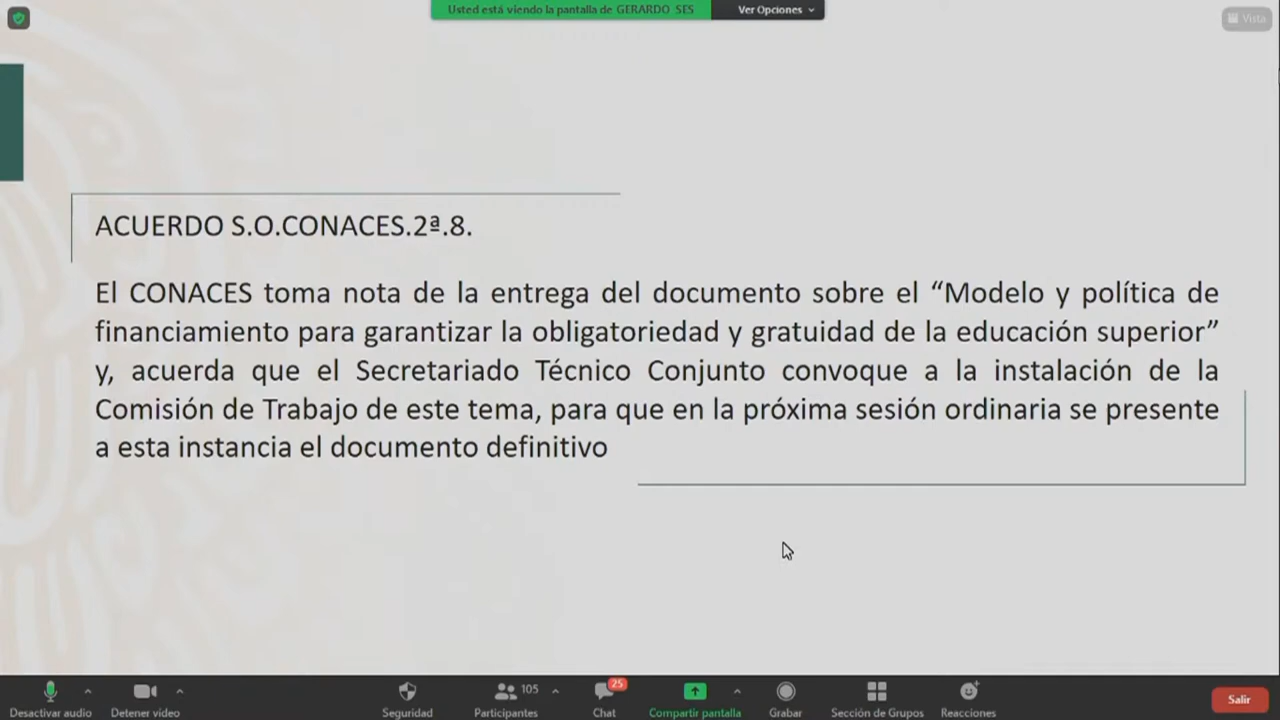 Usted está viendo la pantalla de GERARDO SES
Ver Opciones
Vista
ACUERDO S.O.CONACES.2ª.8.
El CONACES toma nota de la entrega del documento sobre el “Modelo y política de
financiamiento para garantizar la obligatoriedad y gratuidad de la educación superior”
y, acuerda que el Secretariado Técnico Conjunto convoque a la instalación de la
Comisión de Trabajo de este tema, para que en la próxima sesión ordinaria se presente
a esta instancia el documento definitivo
105
25
Desactivar audio
Detener video
Seguridad
Participantes
Chat
Compartir pantalla
Grabar
Sección de Grupos
Reacciones
Salir